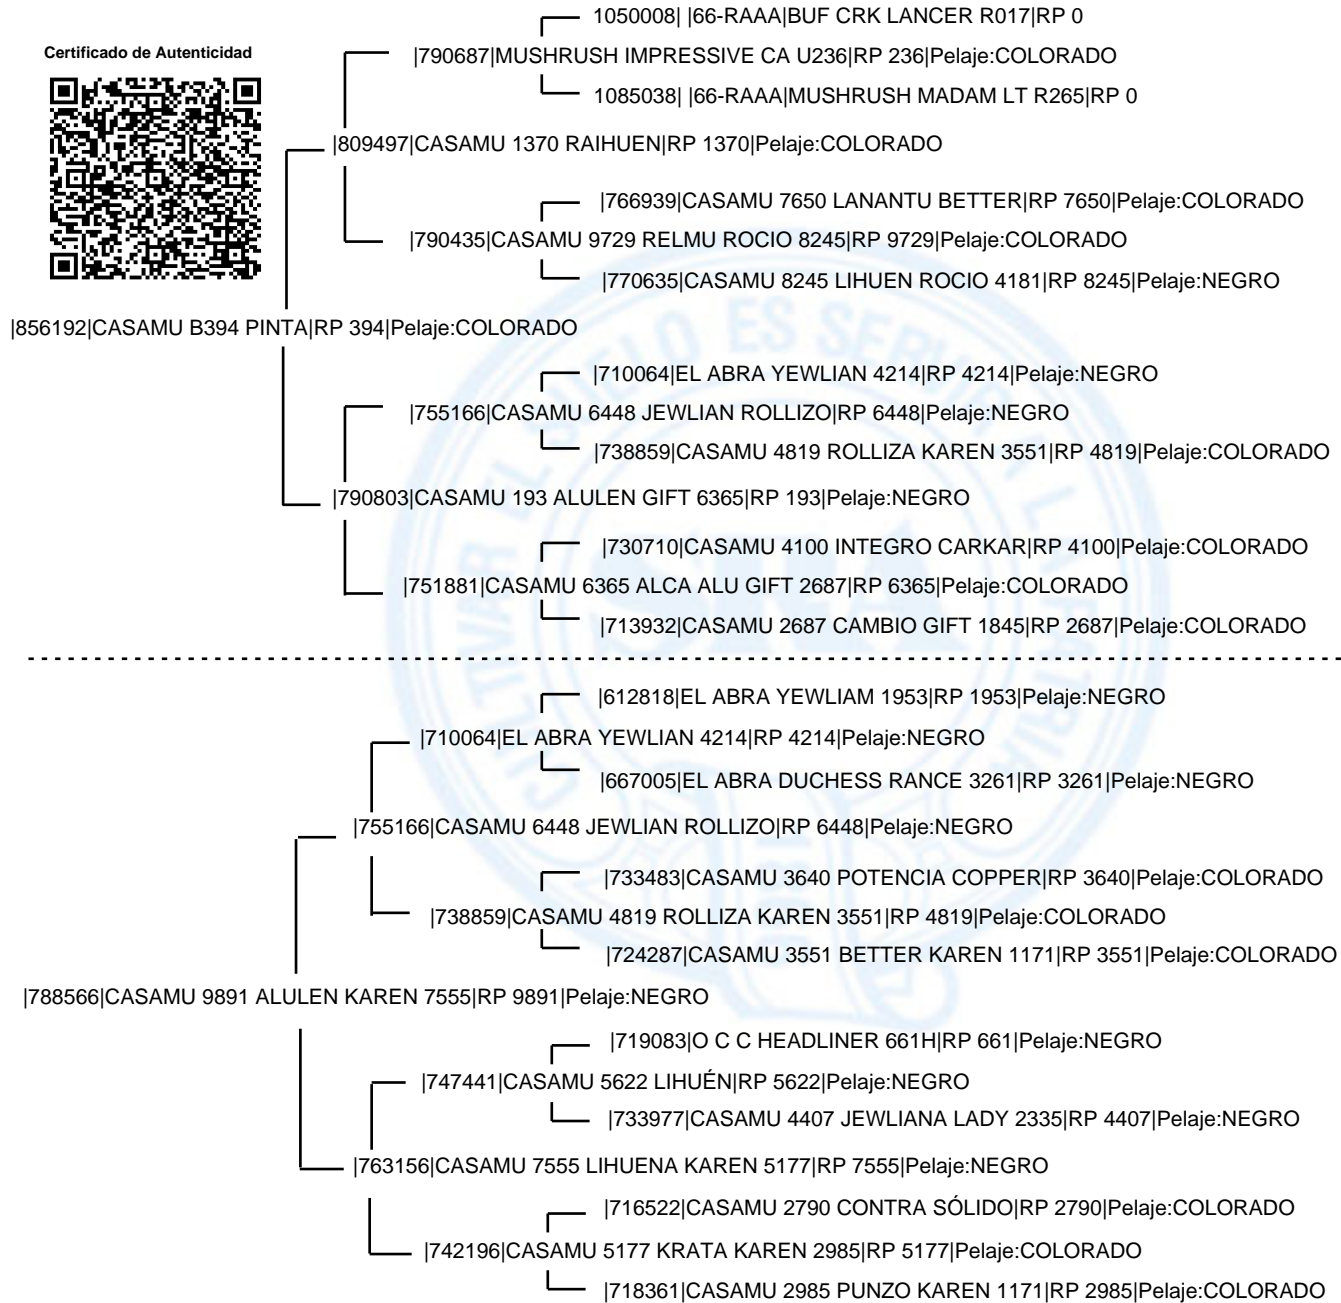 1050008| |66-RAAA|BUF CRK LANCER R017|RP 0
Certificado de Autenticidad
|790687|MUSHRUSH IMPRESSIVE CA U236|RP 236|Pelaje:COLORADO
1085038| |66-RAAA|MUSHRUSH MADAM LT R265|RP 0
|809497|CASAMU 1370 RAIHUEN|RP 1370|Pelaje:COLORADO
|766939|CASAMU 7650 LANANTU BETTER|RP 7650|Pelaje:COLORADO
|790435|CASAMU 9729 RELMU ROCIO 8245|RP 9729|Pelaje:COLORADO
|770635|CASAMU 8245 LIHUEN ROCIO 4181|RP 8245|Pelaje:NEGRO
|856192|CASAMU B394 PINTA|RP 394|Pelaje:COLORADO
|710064|EL ABRA YEWLIAN 4214|RP 4214|Pelaje:NEGRO
|755166|CASAMU 6448 JEWLIAN ROLLIZO|RP 6448|Pelaje:NEGRO
|738859|CASAMU 4819 ROLLIZA KAREN 3551|RP 4819|Pelaje:COLORADO
|790803|CASAMU 193 ALULEN GIFT 6365|RP 193|Pelaje:NEGRO
|730710|CASAMU 4100 INTEGRO CARKAR|RP 4100|Pelaje:COLORADO
|751881|CASAMU 6365 ALCA ALU GIFT 2687|RP 6365|Pelaje:COLORADO
|713932|CASAMU 2687 CAMBIO GIFT 1845|RP 2687|Pelaje:COLORADO
|612818|EL ABRA YEWLIAM 1953|RP 1953|Pelaje:NEGRO
|710064|EL ABRA YEWLIAN 4214|RP 4214|Pelaje:NEGRO
|667005|EL ABRA DUCHESS RANCE 3261|RP 3261|Pelaje:NEGRO
|755166|CASAMU 6448 JEWLIAN ROLLIZO|RP 6448|Pelaje:NEGRO
|733483|CASAMU 3640 POTENCIA COPPER|RP 3640|Pelaje:COLORADO
|738859|CASAMU 4819 ROLLIZA KAREN 3551|RP 4819|Pelaje:COLORADO
|724287|CASAMU 3551 BETTER KAREN 1171|RP 3551|Pelaje:COLORADO
|788566|CASAMU 9891 ALULEN KAREN 7555|RP 9891|Pelaje:NEGRO
|719083|O C C HEADLINER 661H|RP 661|Pelaje:NEGRO
|747441|CASAMU 5622 LIHUÉN|RP 5622|Pelaje:NEGRO
|733977|CASAMU 4407 JEWLIANA LADY 2335|RP 4407|Pelaje:NEGRO
|763156|CASAMU 7555 LIHUENA KAREN 5177|RP 7555|Pelaje:NEGRO
|716522|CASAMU 2790 CONTRA SÓLIDO|RP 2790|Pelaje:COLORADO
|742196|CASAMU 5177 KRATA KAREN 2985|RP 5177|Pelaje:COLORADO
|718361|CASAMU 2985 PUNZO KAREN 1171|RP 2985|Pelaje:COLORADO
CULTIVAR EL SUELO ES SERVIR A LA PATRIA
SRA
1866